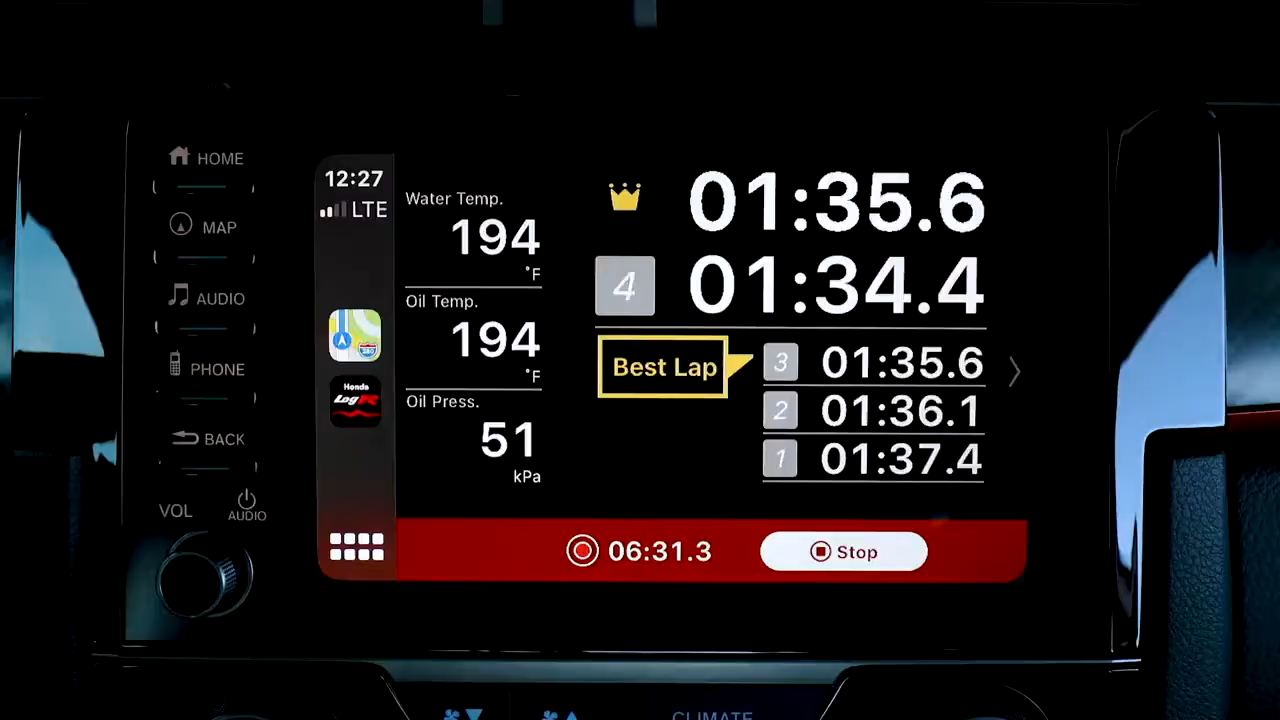 HOME
MAP
AUDIO
PHONE
BACK
VOL
AUDIO
12:27
LTE
Honda
LogR
Water Temp.
194
°F
Oil Temp.
194
°F
Oil Press.
51
kPa
01:35.6
4 01:34.4
Best Lap
3 01:35.6
2 01:36.1
1 01:37.4
06:31.3
Stop
CLIMATE